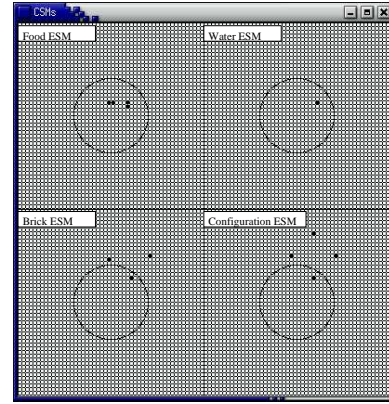 CSMs
Food ESM
Water ESM
Brick ESM
Configuration ESM